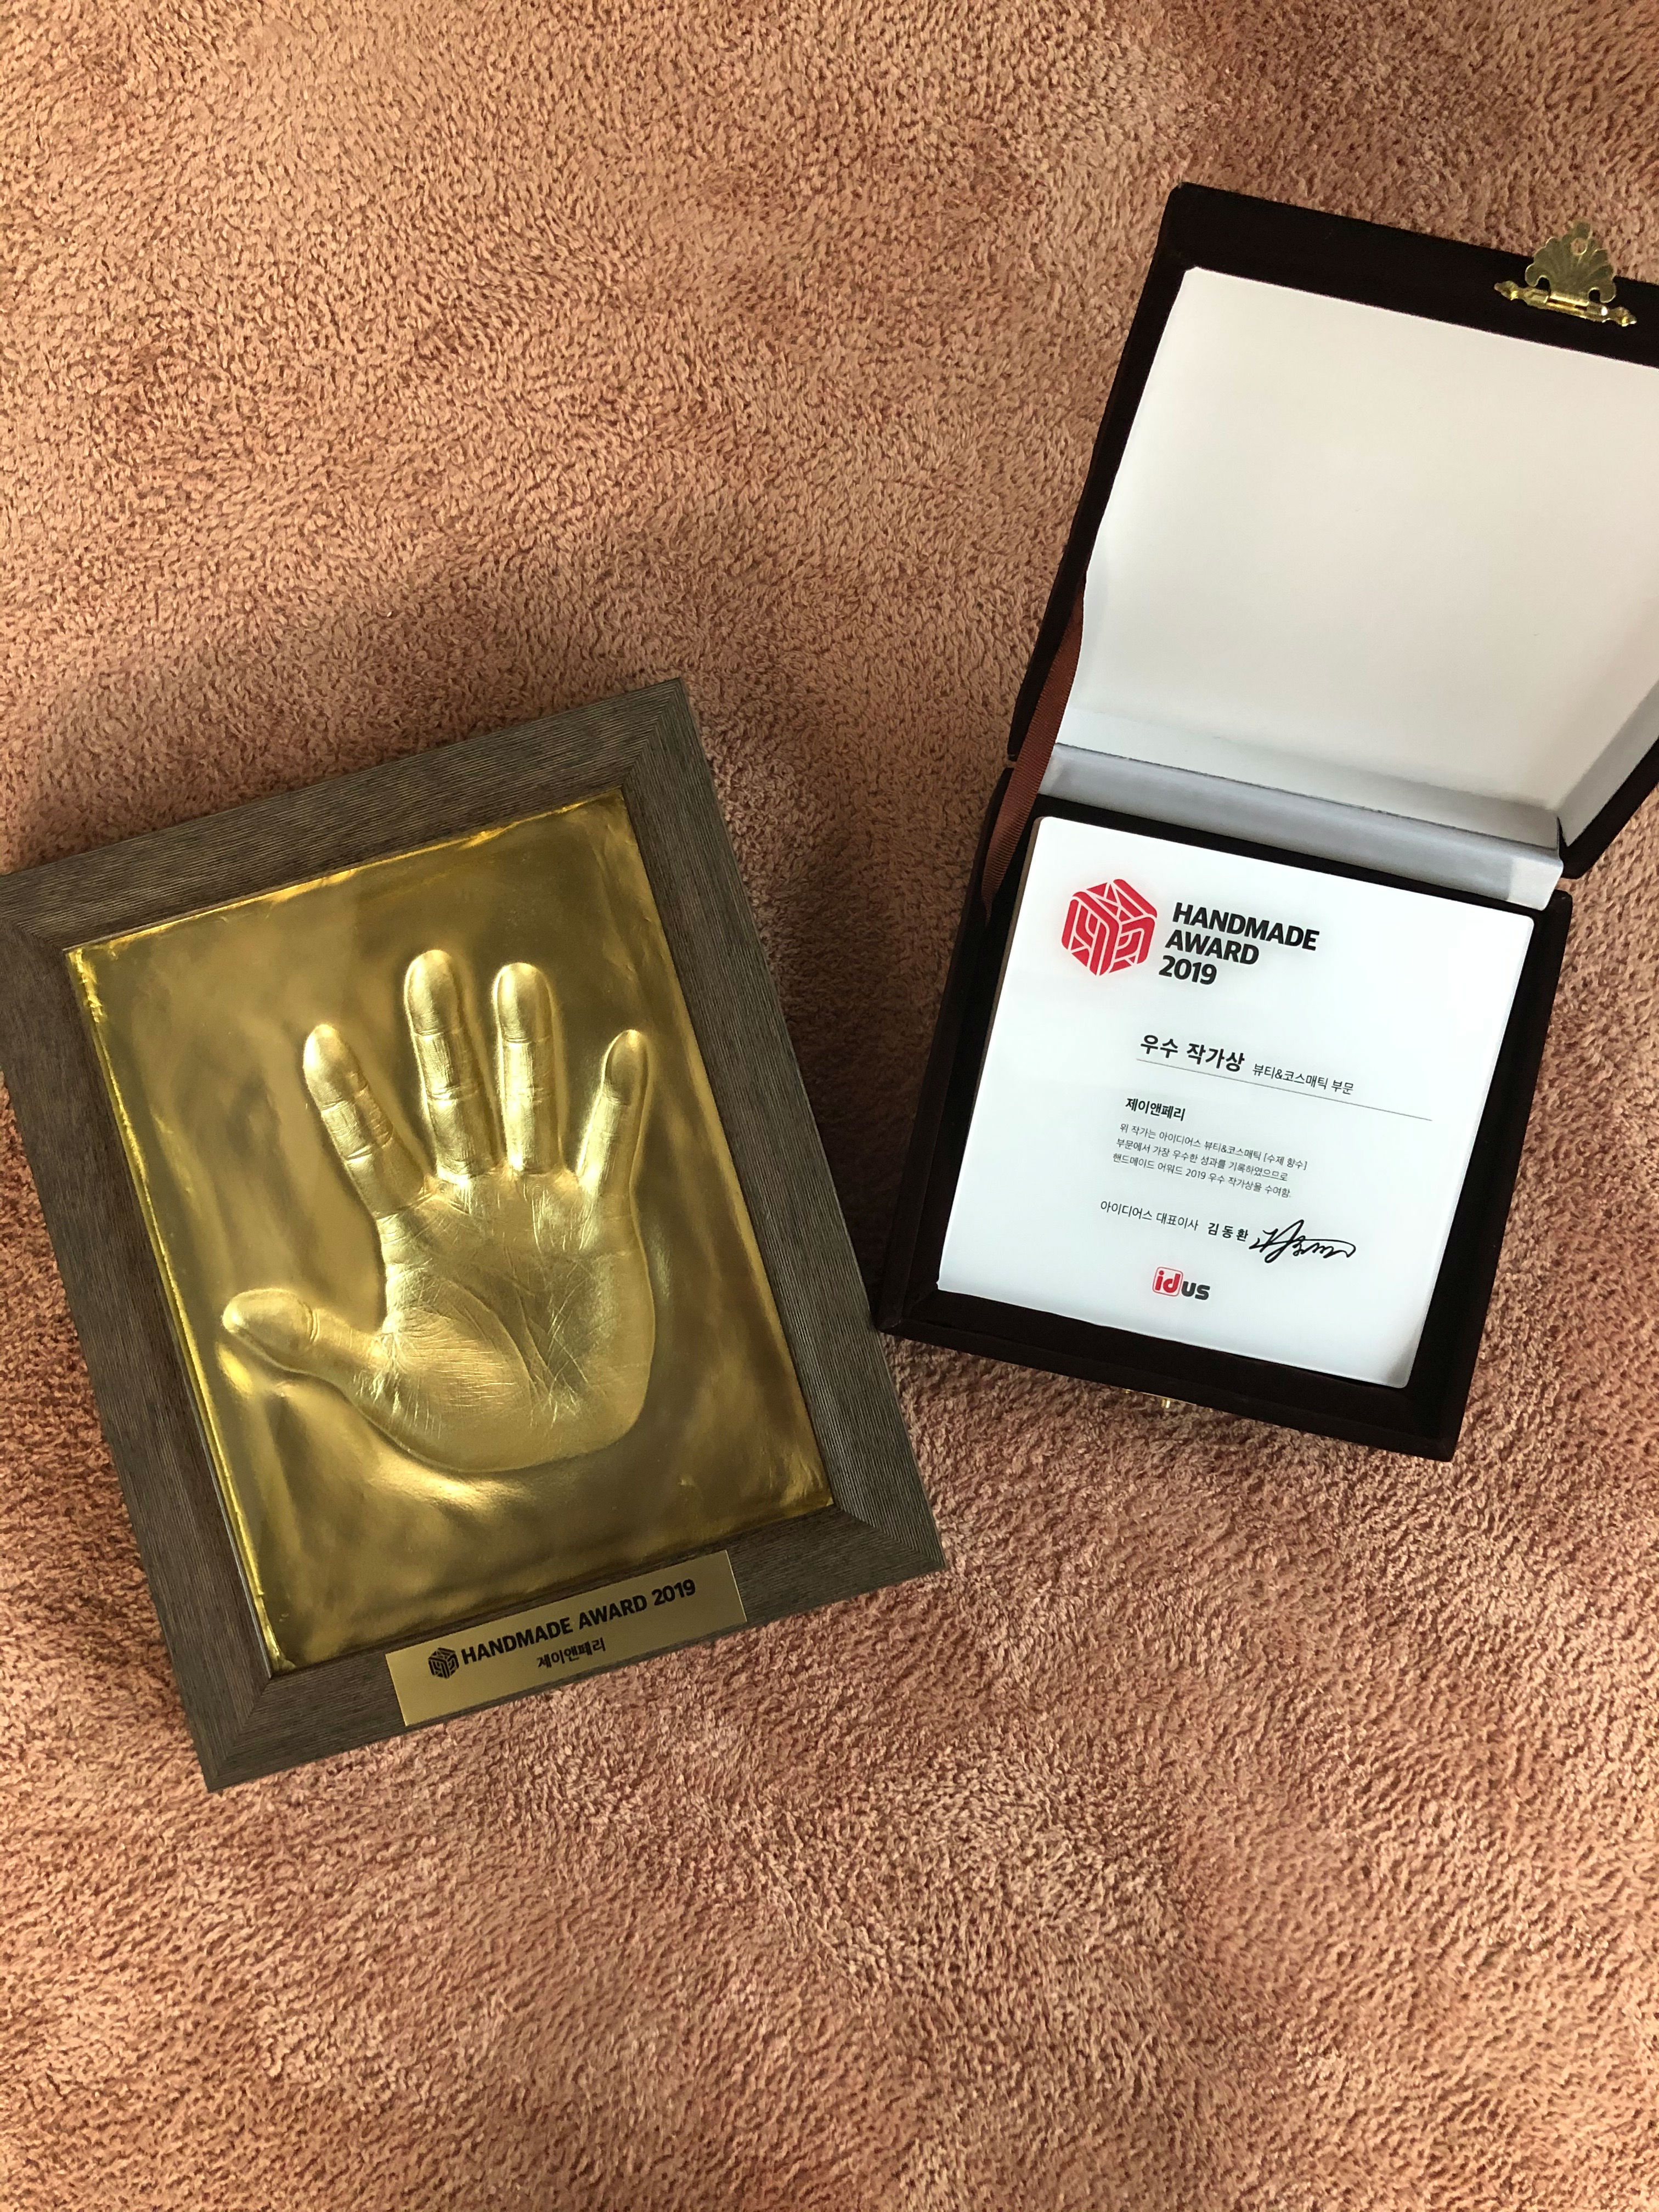 HANDMADE AWARD 2019
제이앤페리
HANDMADE
AWARD
2019
우수 작가상 뷰티&코스매틱 부문
제이앤페리
위 작가는 아이디어스 뷰티&코스매틱 [수제 향수]
부문에서 가장 우수한 성과를 기록하였으므로
핸드메이드 어워드 2019 우수 작가상을 수여함.
아이디어스 대표이사 김동환
idus